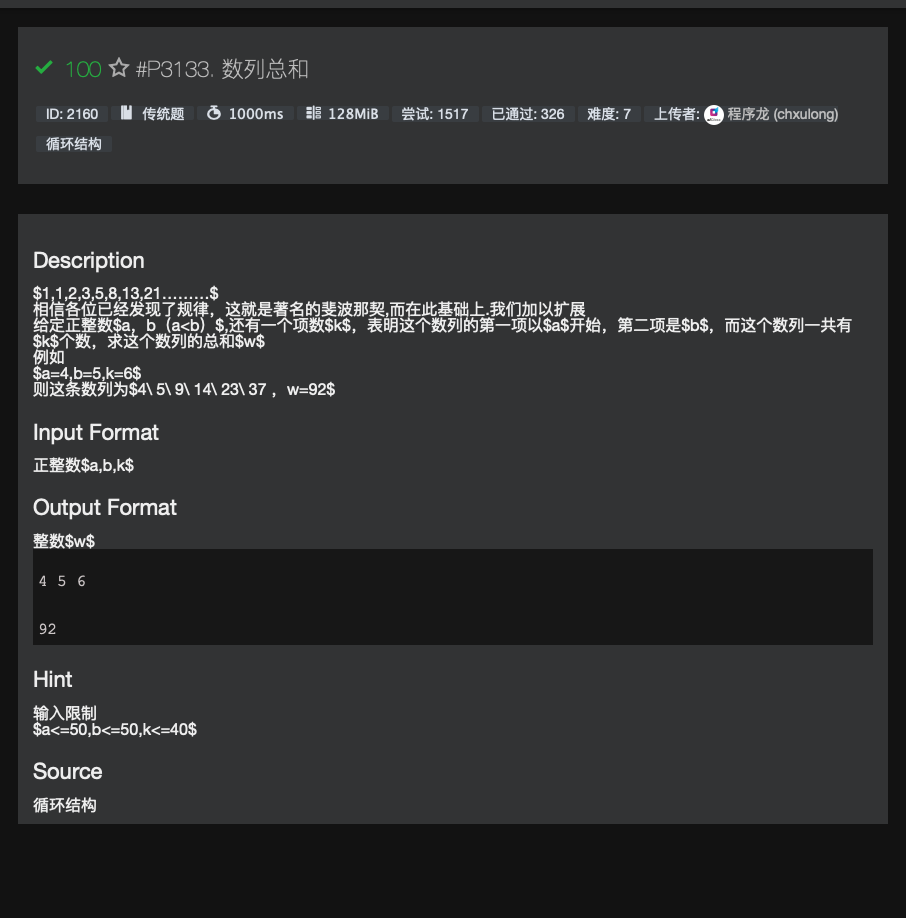 100 #P3133. 数列总和
ID: 2160 传统题 1000ms 128MiB 尝试: 1517 已通过: 326 难度: 7 上传者: 程序龙 (chxulong)
循环结构
Description
$1,1,2,3,5,8,13,21………$
相信各位已经发现了规律，这就是著名的斐波那契,而在此基础上.我们加以扩展
给定正整数$a，b（a<b）$,还有一个项数$k$，表明这个数列的第一项以$a$开始，第二项是$b$，而这个数列一共有
$k$个数，求这个数列的总和$w$
例如
$a=4,b=5,k=6$
则这条数列为$4\ 5\ 9\ 14\ 23\ 37 ，w=92$
Input Format
正整数$a,b,k$
Output Format
整数$w$
4 5 6
92
Hint
输入限制
$a<=50,b<=50,k<=40$
Source
循环结构